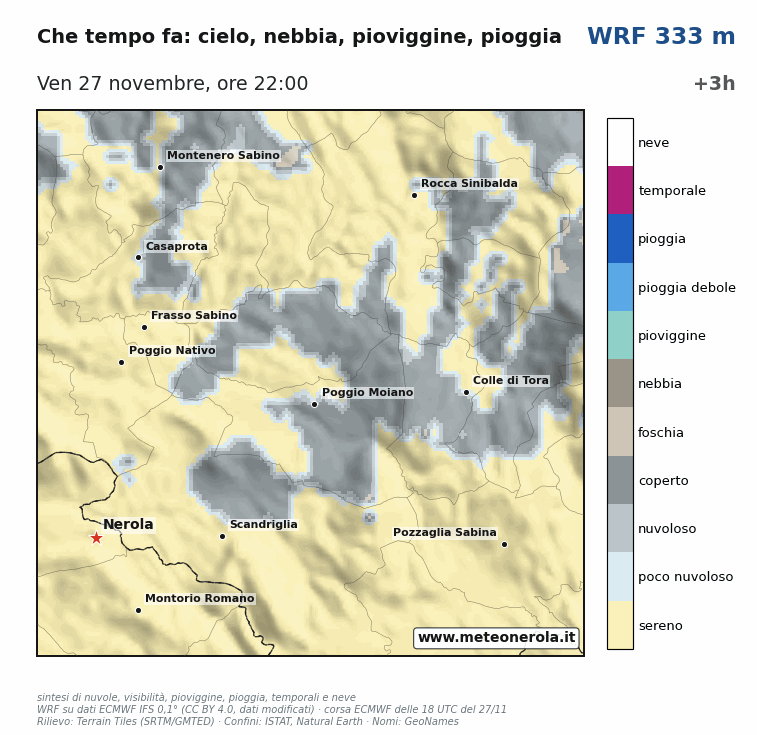 Che tempo fa: cielo, nebbia, pioviggine, pioggia WRF 333 m
Ven 27 novembre, ore 22:00 +3h
Montenero Sabino
Rocca Sinibalda
Casaprota
Frasso Sabino
Poggio Nativo
Colle di Tora
Poggio Moiano
Nerola
Scandriglia
Pozzaglia Sabina
Montorio Romano
www.meteonerola.it
neve
temporale
pioggia
pioggia debole
pioviggine
nebbia
foschia
coperto
nuvoloso
poco nuvoloso
sereno
sintesi di nuvole, visibilità, pioviggine, pioggia, temporali e neve
WRF su dati ECMWF IFS 0,1° (CC BY 4.0, dati modificati) · corsa ECMWF delle 18 UTC del 27/11
Rilievo: Terrain Tiles (SRTM/GMTED) · Confini: ISTAT, Natural Earth · Nomi: GeoNames